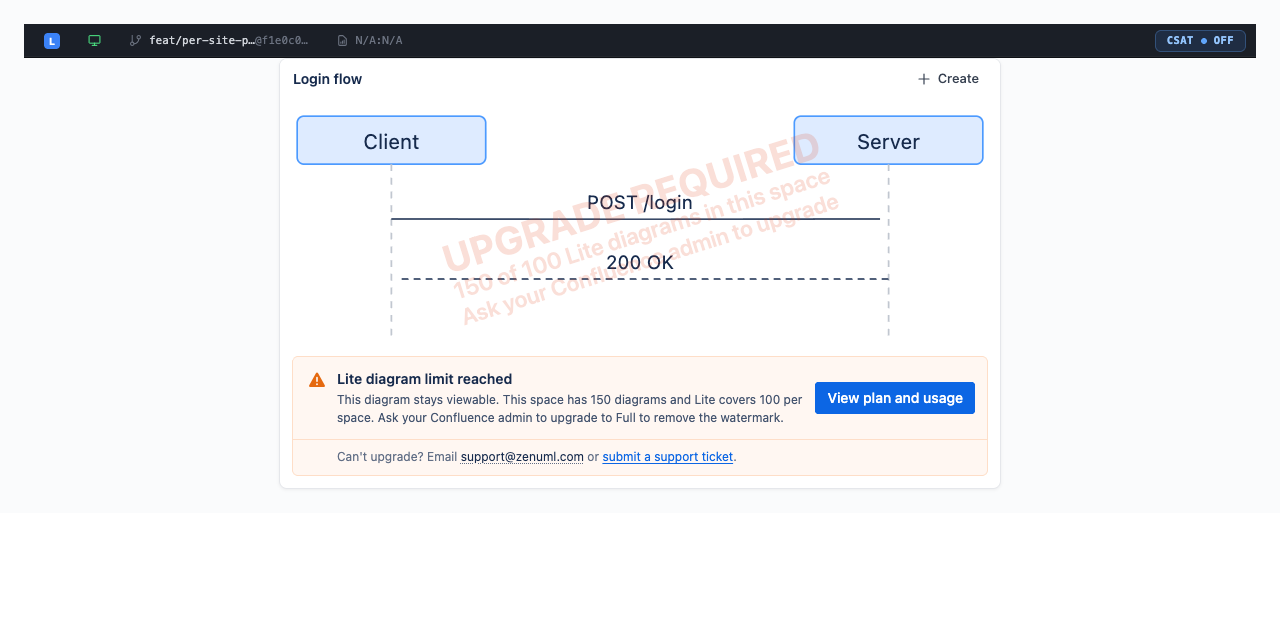 L feat/per-site-p…@f1e0c0… N/A:N/A CSAT OFF
Login flow
Create
Client
Server
UPGRADE REQUIRED
150 of 100 Lite diagrams in this space
Ask your Confluence admin to upgrade
POST /login
200 OK
Lite diagram limit reached
This diagram stays viewable. This space has 150 diagrams and Lite covers 100 per
space. Ask your Confluence admin to upgrade to Full to remove the watermark.
View plan and usage
Can't upgrade? Email support@zenuml.com or submit a support ticket.